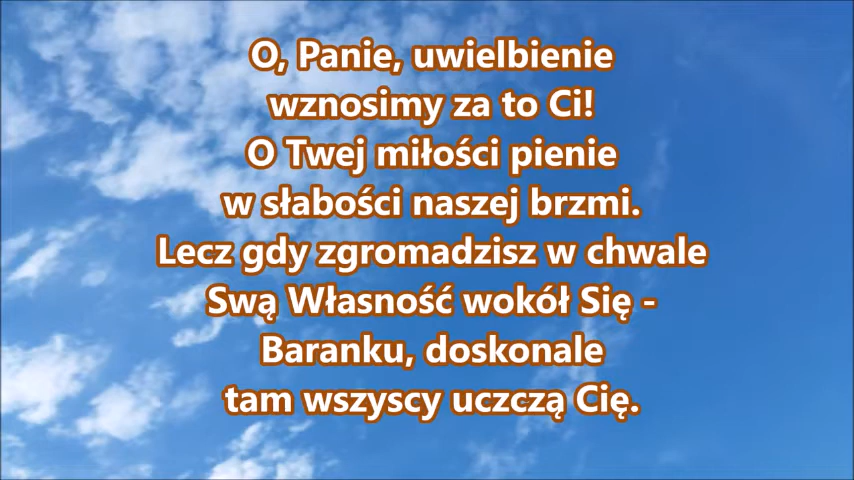 O, Panie, uwielbienie
wznosimy za to Ci!
O Twej miłości pienie
w słabości naszej brzmi.
Lecz gdy zgromadzisz w chwale
Swą Własność wokół Się -
Baranku, doskonale
tam wszyscy uczczą Cię.